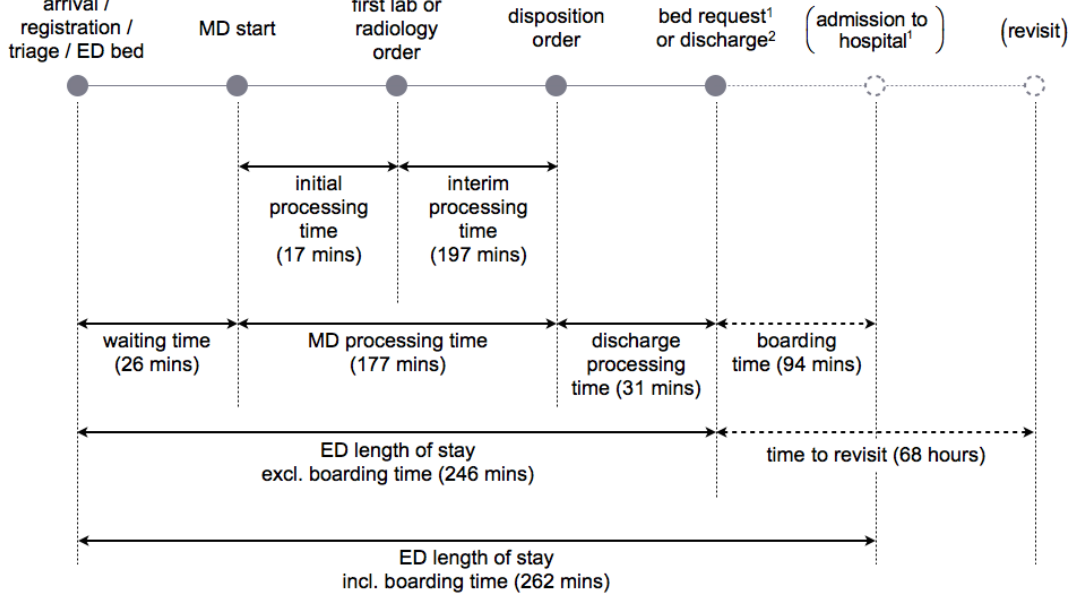 arrival /
registration /
triage / ED bed
MD start
first lab or
radiology
order
disposition
order
bed request¹
or discharge²
(admission to
hospital¹)
(revisit)
initial
processing
time
(17 mins)
interim
processing
time
(197 mins)
waiting time
(26 mins)
MD processing time
(177 mins)
discharge
processing
time (31 mins)
boarding
time (94 mins)
ED length of stay
excl. boarding time (246 mins)
time to revisit (68 hours)
ED length of stay
incl. boarding time (262 mins)